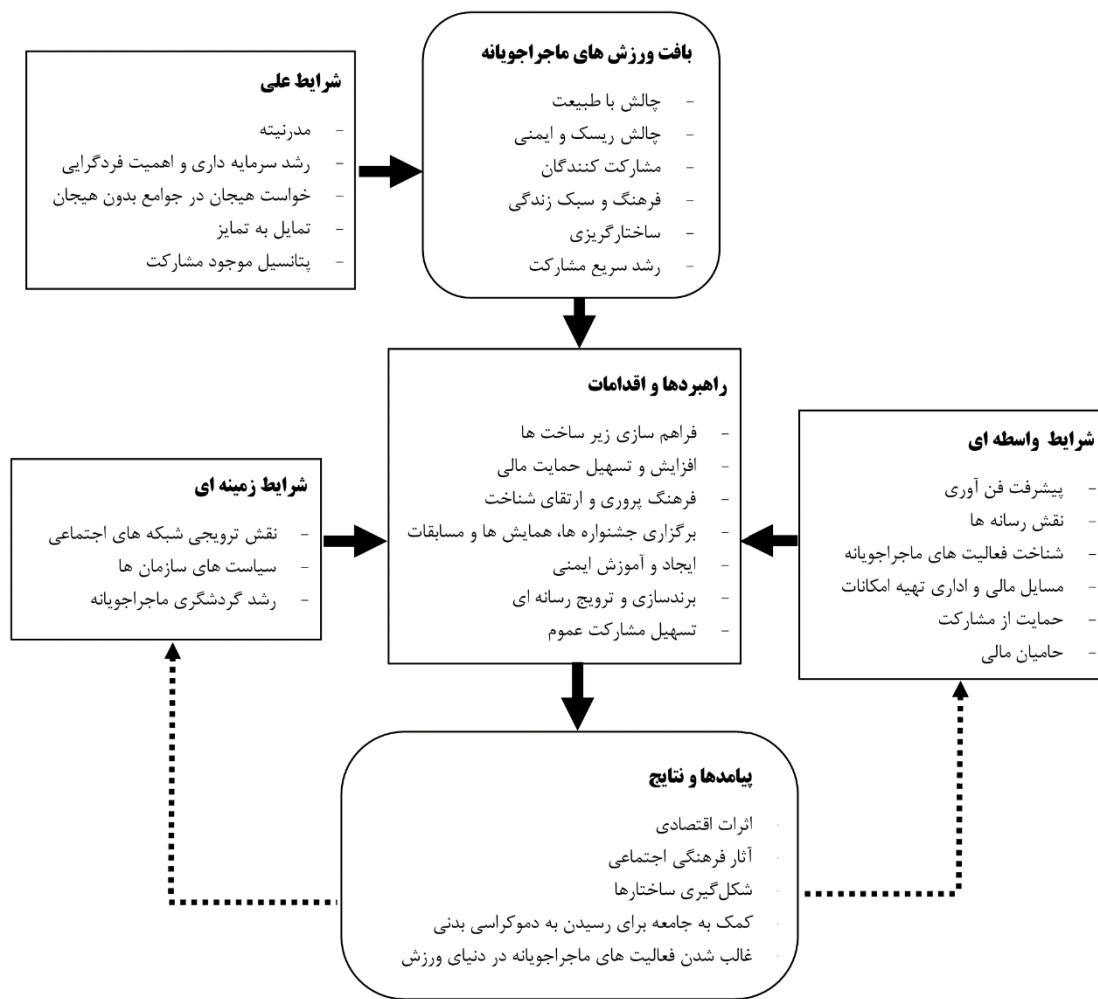 بافت ورزش های ماجراجویانه
- چالش با طبیعت
- چالش ریسک و ایمنی
- مشارکت کنندگان
- فرهنگ و سبک زندگی
- ساختارگریزی
- رشد سریع مشارکت
شرایط علی
- مدرنیته
- رشد سرمایه داری و اهمیت فردگرایی
- خواست هیجان در جوامع بدون هیجان
- تمایل به تمایز
- پتانسیل موجود مشارکت
راهبردها و اقدامات
- فراهم سازی زیر ساخت ها
- افزایش و تسهیل حمایت مالی
- فرهنگ پروری و ارتقای شناخت
- برگزاری جشنواره ها، همایش ها و مسابقات
- ایجاد و آموزش ایمنی
- برندسازی و ترویج رسانه ای
- تسهیل مشارکت عموم
شرایط واسطه ای
- پیشرفت فن آوری
- نقش رسانه ها
- شناخت فعالیت های ماجراجویانه
- مسایل مالی و اداری تهیه امکانات
- حمایت از مشارکت
- حامیان مالی
شرایط زمینه ای
- نقش ترویجی شبکه های اجتماعی
- سیاست های سازمان ها
- رشد گردشگری ماجراجویانه
پیامدها و نتایج
اثرات اقتصادی
آثار فرهنگی اجتماعی
شکل‌گیری ساختارها
کمک به جامعه برای رسیدن به دموکراسی بدنی
غالب شدن فعالیت های ماجراجویانه در دنیای ورزش